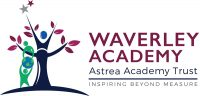 WAVERLEY
ACADEMY
Astrea Academy Trust
INSPIRING BEYOND MEASURE